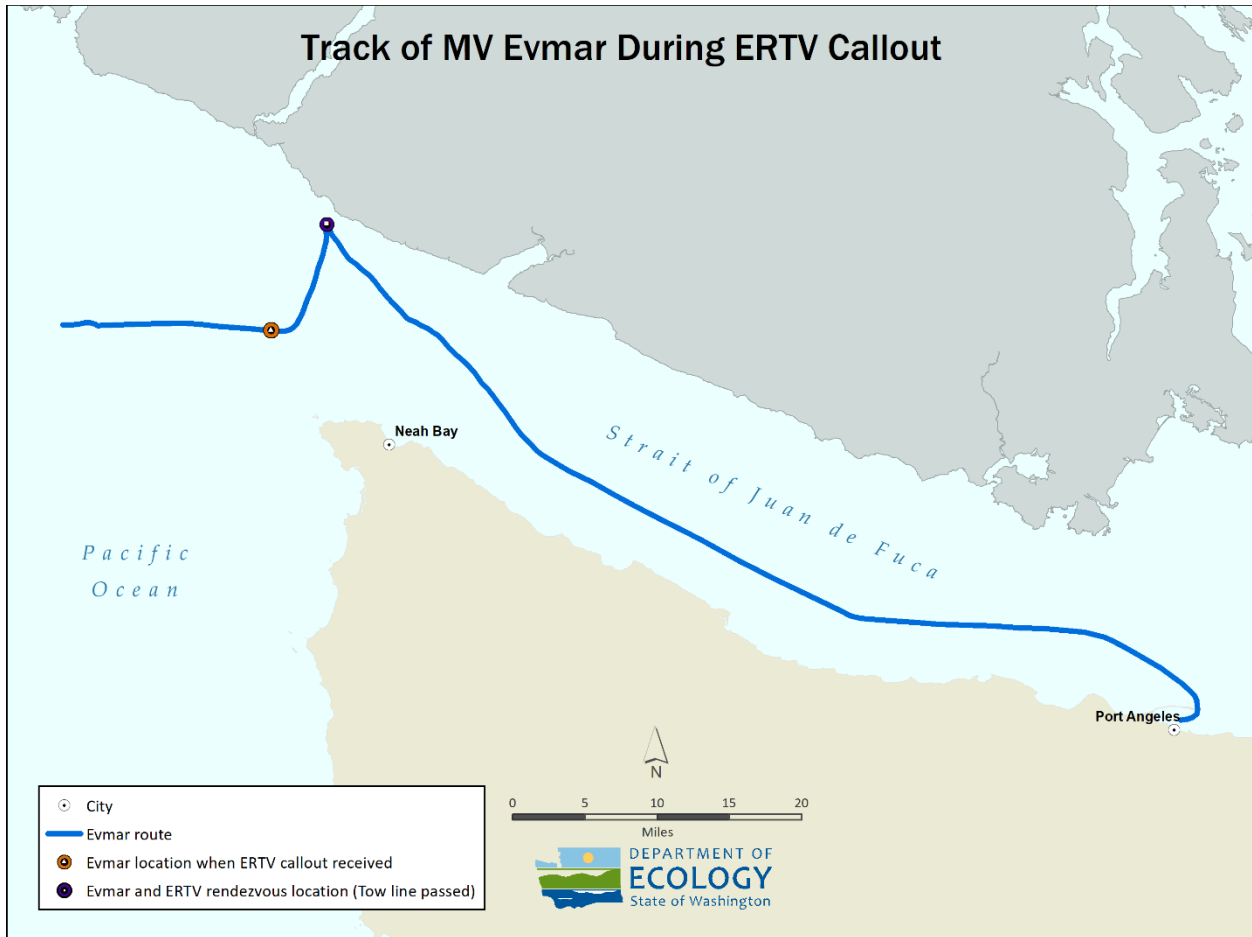 Track of MV Evmar During ERTV Callout
Neah Bay
Strait of Juan de Fuca
Pacific
Ocean
Port Angeles
N
0 5 10 15 20
Miles
City
Evmar route
Evmar location when ERTV callout received
Evmar and ERTV rendezvous location (Tow line passed)
DEPARTMENT OF
ECOLOGY
State of Washington